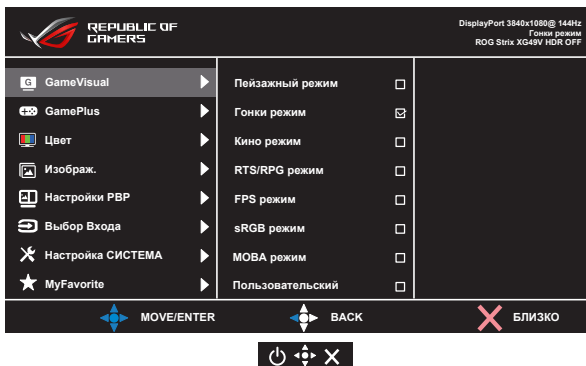 REPUBLIC OF
GAMERS
DisplayPort 3840x1080@ 144Hz
Гонки режим
ROG Strix XG49V HDR OFF
G GameVisual
GamePlus
Цвет
Изображ.
Настройки PBP
Выбор Входа
Настройка СИСТЕМА
MyFavorite
Пейзажный режим
Гонки режим
Кино режим
RTS/RPG режим
FPS режим
sRGB режим
MOBA режим
Пользовательский
MOVE/ENTER
BACK
БЛИЗКО